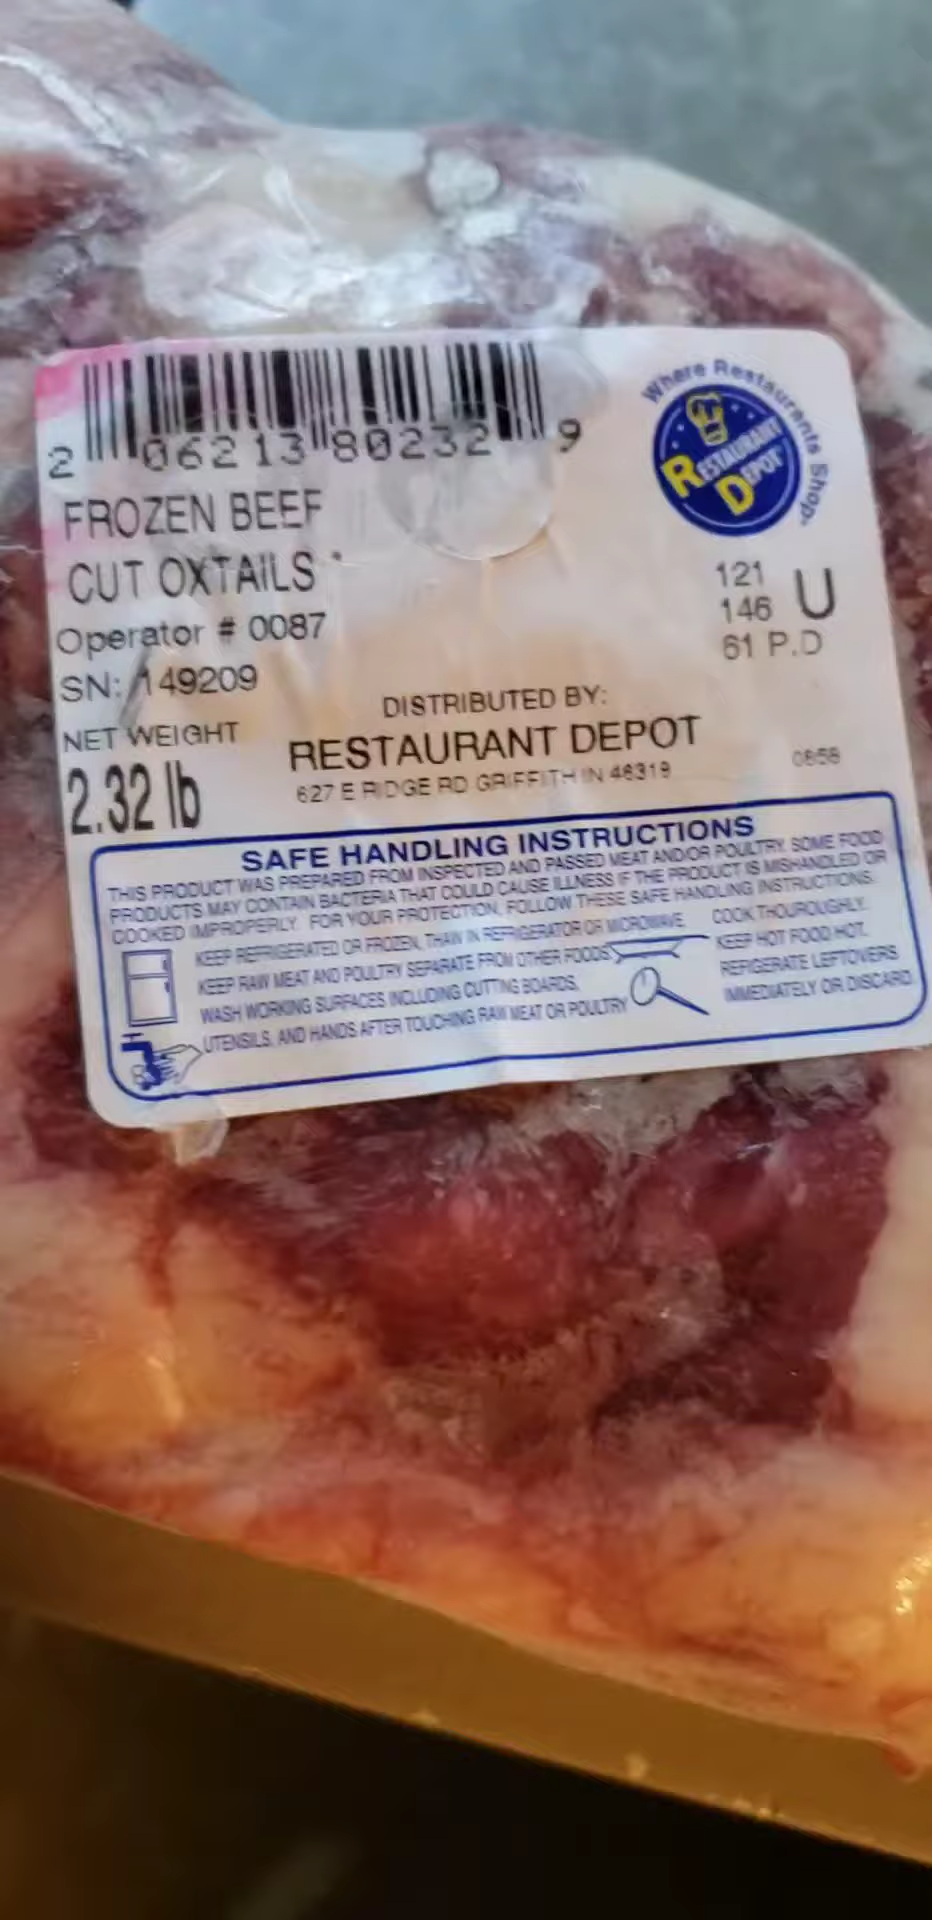 2 06213 80232 9
Where Restaurants Shop
RESTAURANT
DEPOT
FROZEN BEEF
CUT OXTAILS *
Operator # 0087
SN: 149209
NET WEIGHT
2.32 lb
121
146 U
61 P.D
DISTRIBUTED BY:
RESTAURANT DEPOT
627 E RIDGE RD GRIFFITH IN 46319
0858
SAFE HANDLING INSTRUCTIONS
THIS PRODUCT WAS PREPARED FROM INSPECTED AND PASSED MEAT AND/OR POULTRY. SOME FOOD
PRODUCTS MAY CONTAIN BACTERIA THAT COULD CAUSE ILLNESS IF THE PRODUCT IS MISHANDLED OR
COOKED IMPROPERLY. FOR YOUR PROTECTION, FOLLOW THESE SAFE HANDLING INSTRUCTIONS.
KEEP REFRIGERATED OR FROZEN, THAW IN REFRIGERATOR OR MICROWAVE
KEEP RAW MEAT AND POULTRY SEPARATE FROM OTHER FOODS
WASH WORKING SURFACES INCLUDING CUTTING BOARDS,
UTENSILS, AND HANDS AFTER TOUCHING RAW MEAT OR POULTRY
COOK THOUROUGHLY.
KEEP HOT FOOD HOT.
REFIGERATE LEFTOVERS
IMMEDIATELY OR DISCARD.